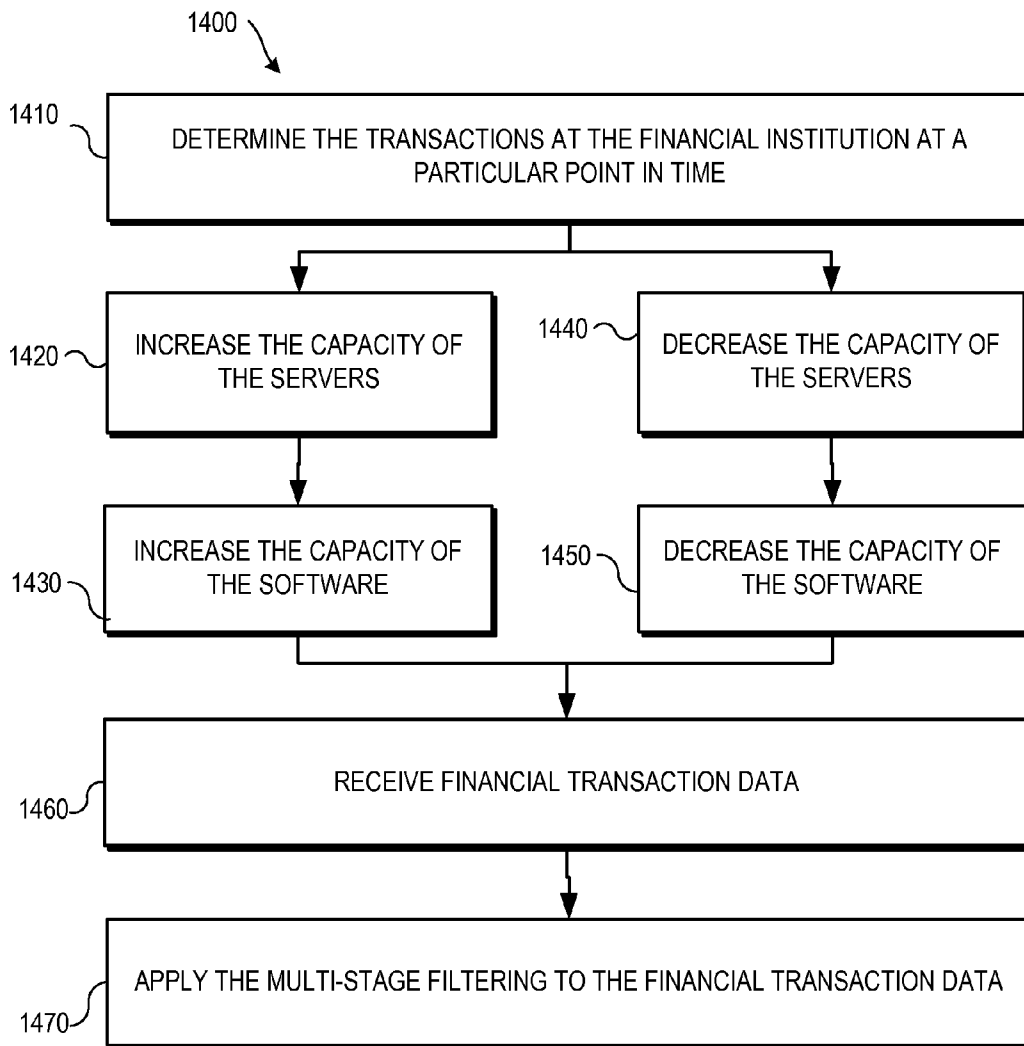 1400
1410
DETERMINE THE TRANSACTIONS AT THE FINANCIAL INSTITUTION AT A
PARTICULAR POINT IN TIME
1420
INCREASE THE CAPACITY OF
THE SERVERS
1440
DECREASE THE CAPACITY OF
THE SERVERS
1430
INCREASE THE CAPACITY OF
THE SOFTWARE
1450
DECREASE THE CAPACITY OF
THE SOFTWARE
1460
RECEIVE FINANCIAL TRANSACTION DATA
1470
APPLY THE MULTI-STAGE FILTERING TO THE FINANCIAL TRANSACTION DATA